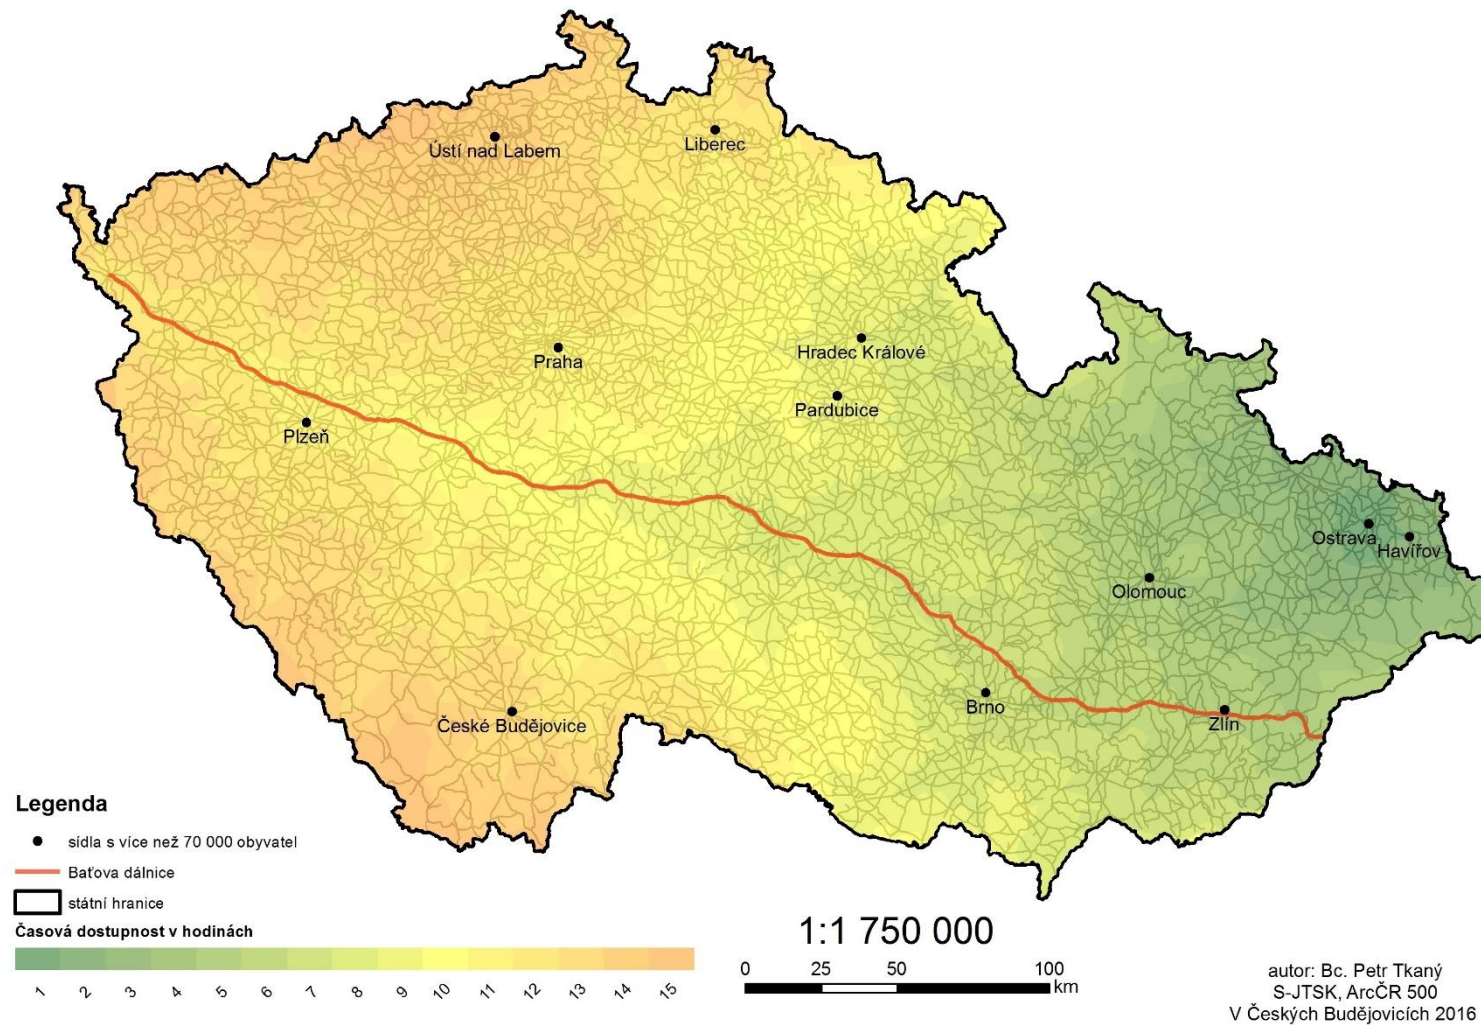 Ústí nad Labem
Liberec
Praha
Hradec Králové
Pardubice
Plzeň
Ostrava
Havířov
Olomouc
České Budějovice
Brno
Zlín
Legenda
sídla s více než 70 000 obyvatel
Baťova dálnice
státní hranice
Časová dostupnost v hodinách
1 2 3 4 5 6 7 8 9 10 11 12 13 14 15
1:1 750 000
0 25 50 100
km
autor: Bc. Petr Tkaný
S-JTSK, ArcČR 500
V Českých Budějovicích 2016